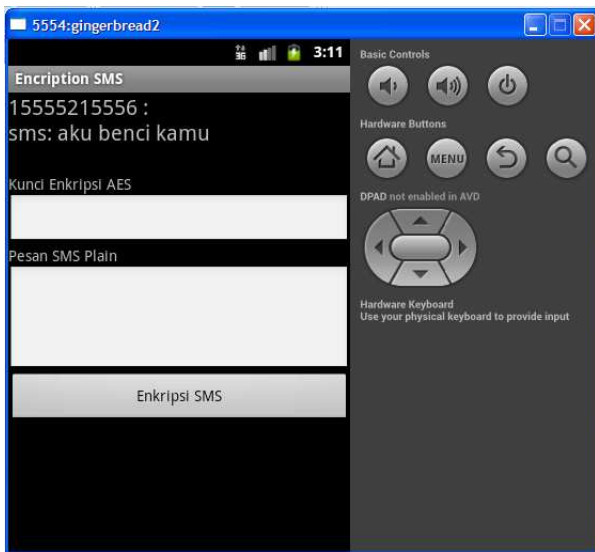 5554:gingerbread2
3G
3:11
Basic Controls
Encription SMS
15555215556 :
sms: aku benci kamu
Hardware Buttons
MENU
Kunci Enkripsi AES
DPAD not enabled in AVD
Pesan SMS Plain
Hardware Keyboard
Use your physical keyboard to provide input
Enkripsi SMS